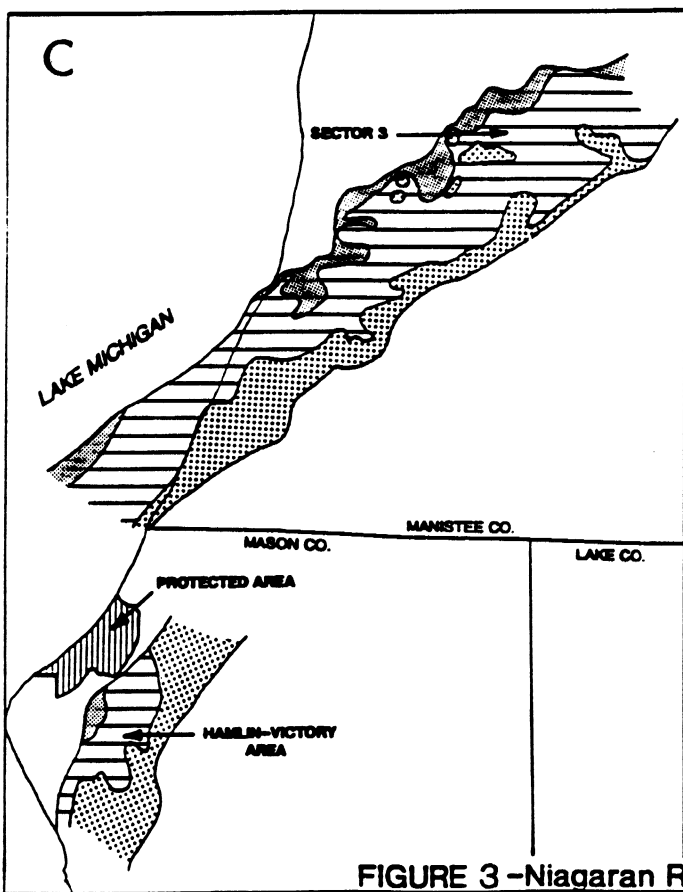 C
SECTOR 3
LAKE MICHIGAN
MANISTEE CO.
MASON CO.
LAKE CO.
PROTECTED AREA
HAMLIN-VICTORY
AREA
FIGURE 3 -Niagaran R